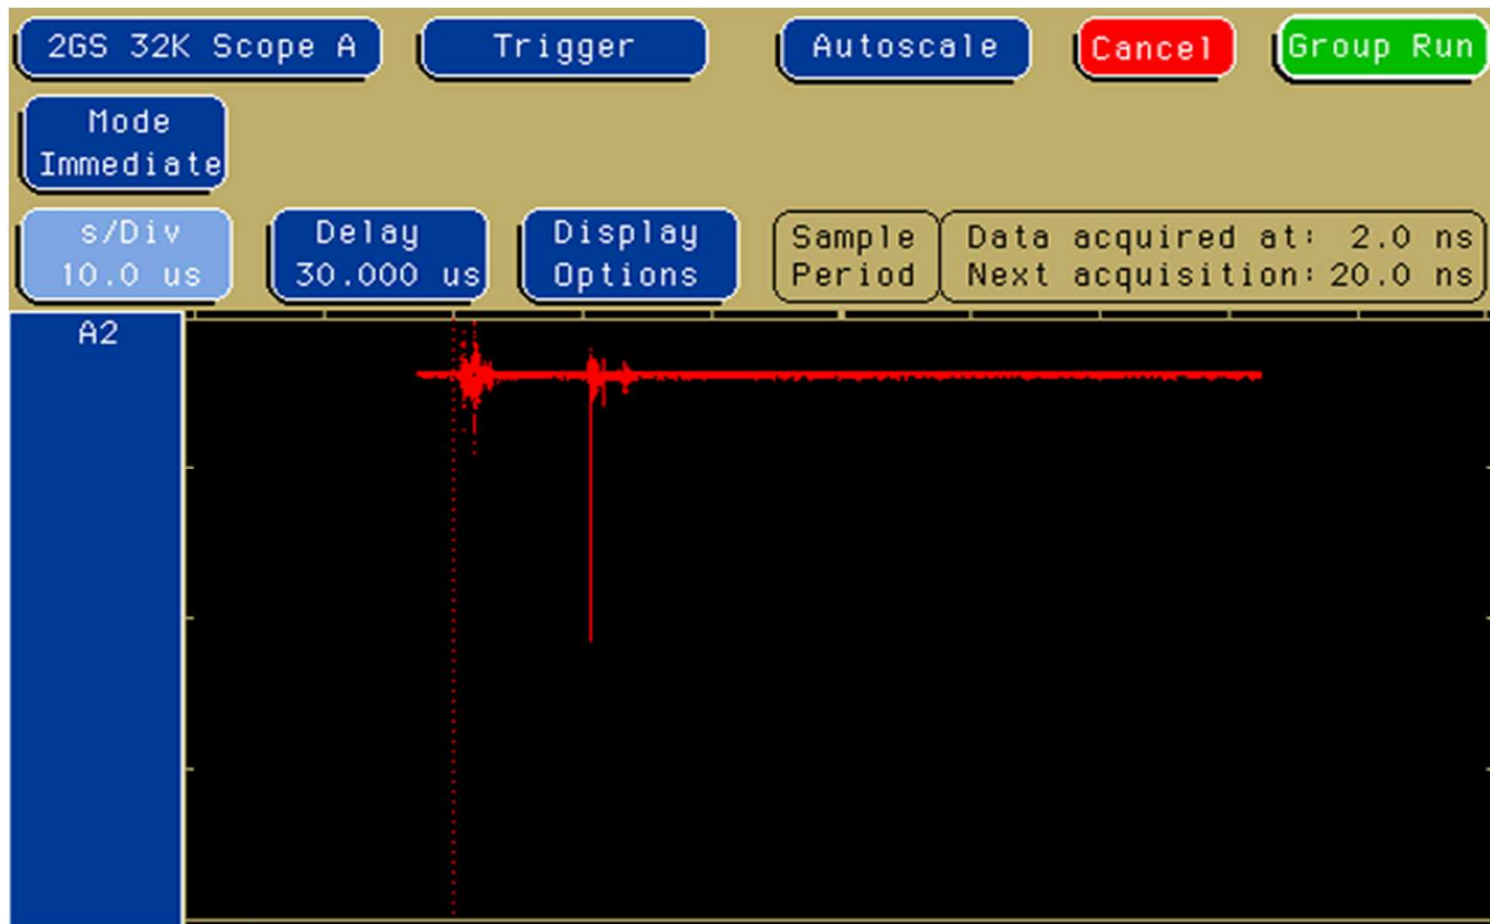 2GS 32K Scope A
Trigger
Autoscale
Cancel
Group Run
Mode
Immediate
s/Div
10.0 us
Delay
30.000 us
Display
Options
Sample
Period
Data acquired at: 2.0 ns
Next acquisition: 20.0 ns
A2